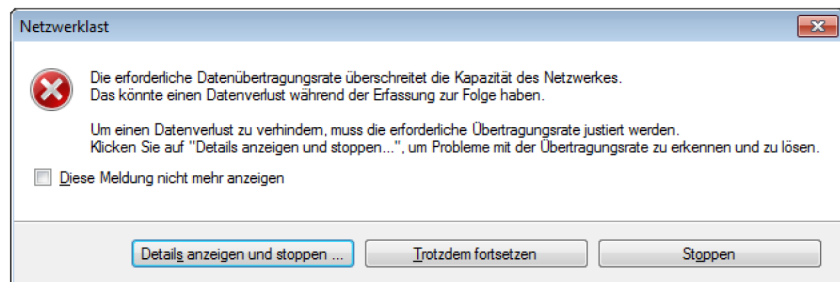 Netzwerklast
Die erforderliche Datenübertragungsrate überschreitet die Kapazität des Netzwerkes.
Das könnte einen Datenverlust während der Erfassung zur Folge haben.
Um einen Datenverlust zu verhindern, muss die erforderliche Übertragungsrate justiert werden.
Klicken Sie auf "Details anzeigen und stoppen...", um Probleme mit der Übertragungsrate zu erkennen und zu lösen.
Diese Meldung nicht mehr anzeigen
Details anzeigen und stoppen ... Trotzdem fortsetzen Stoppen